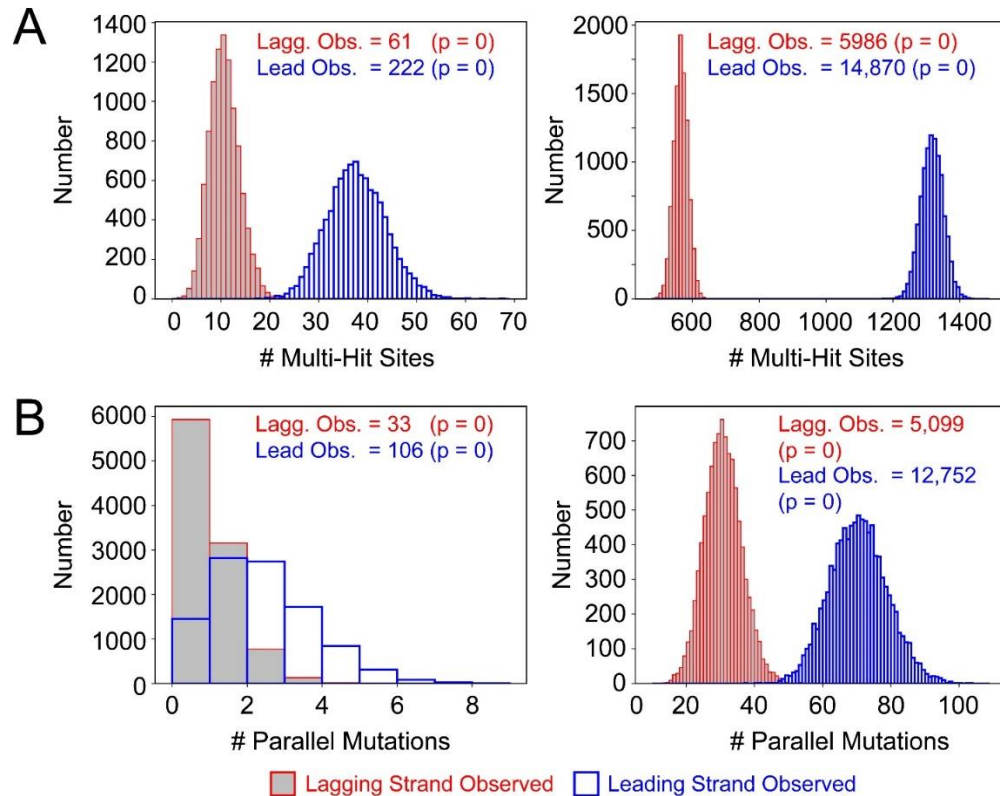 A
Lagg. Obs. = 61 (p = 0)
Lead Obs. = 222 (p = 0)
1400
1200
1000
800
600
400
200
0
Number
0 10 20 30 40 50 60 70
# Multi-Hit Sites
Lagg. Obs. = 5986 (p = 0)
Lead Obs. = 14,870 (p = 0)
2000
1500
1000
500
0
Number
600 800 1000 1200 1400
# Multi-Hit Sites
B
Lagg. Obs. = 33 (p = 0)
Lead Obs. = 106 (p = 0)
6000
5000
4000
3000
2000
1000
0
Number
0 2 4 6 8
# Parallel Mutations
Lagg. Obs. = 5,099
(p = 0)
Lead Obs. = 12,752
(p = 0)
700
600
500
400
300
200
100
0
Number
0 20 40 60 80 100
# Parallel Mutations
Lagging Strand Observed
Leading Strand Observed